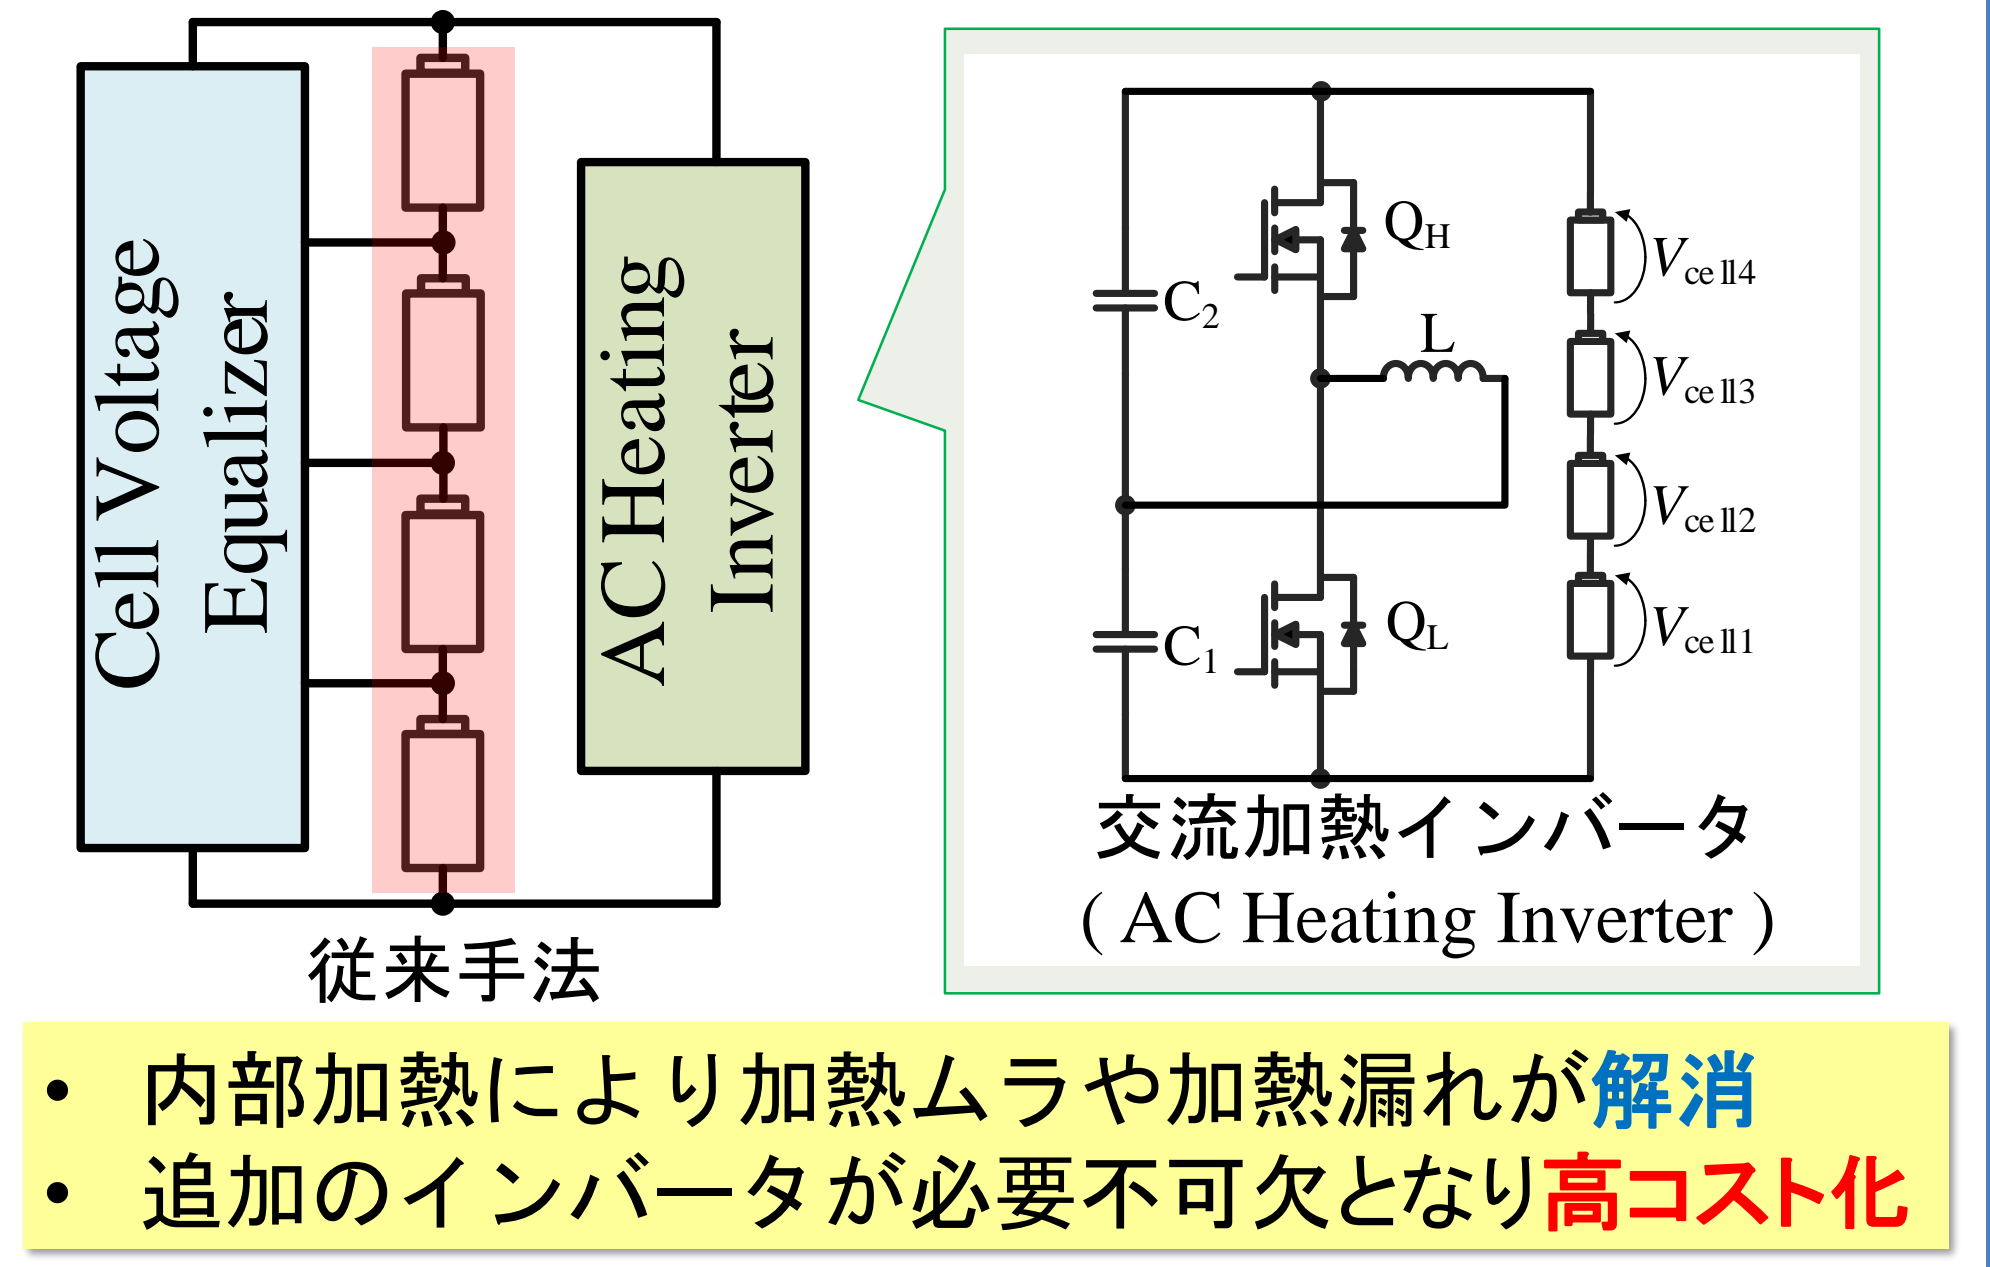 Cell Voltage
Equalizer
AC Heating
Inverter
従来手法
C2
C1
QH
QL
L
Vcell4
Vcell3
Vcell2
Vcell1
交流加熱インバータ
( AC Heating Inverter )
• 内部加熱により加熱ムラや加熱漏れが解消
• 追加のインバータが必要不可欠となり高コスト化